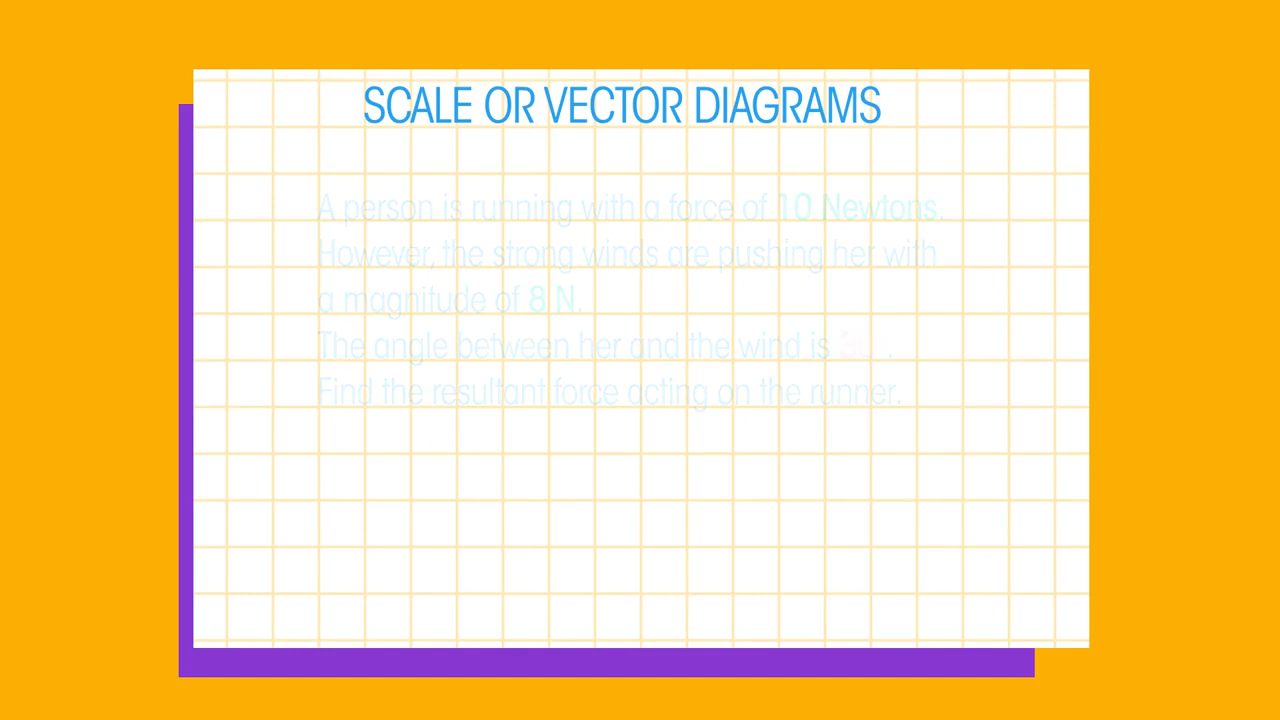 SCALE OR VECTOR DIAGRAMS
A person is running with a force of 10 Newtons.
However, the strong winds are pushing her with
a magnitude of 8 N.
The angle between her and the wind is
Find the resultant force acting on the runner.